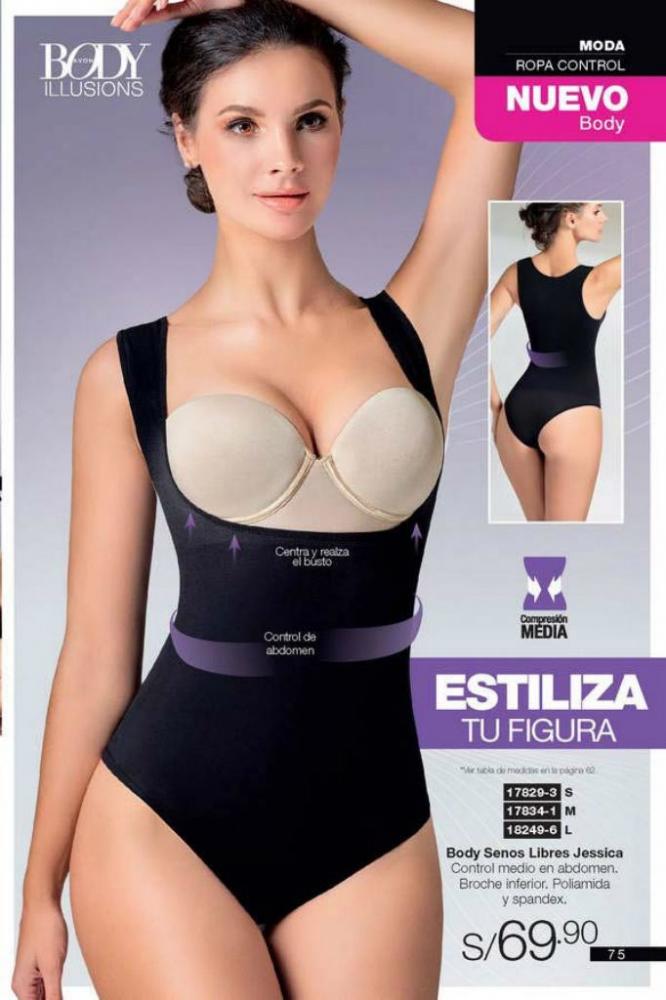 BODY
AVON
ILLUSIONS
MODA
ROPA CONTROL
NUEVO
Body
Centra y realza
el busto
Control de
abdomen
Compresión
MEDIA
ESTILIZA
TU FIGURA
*Ver tabla de medidas en la página 62.
17829-3 S
17834-1 M
18249-6 L
Body Senos Libres Jessica
Control medio en abdomen.
Broche inferior. Poliamida
y spandex.
S/69.90
75